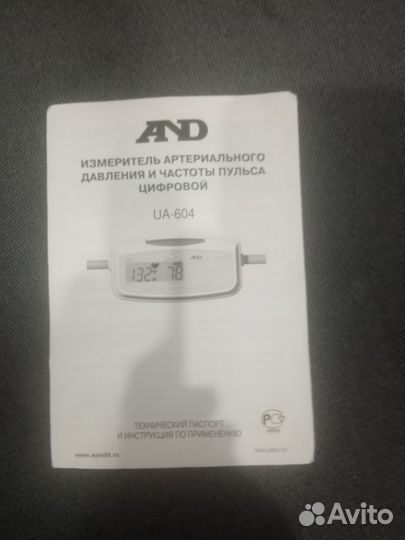 AND
ИЗМЕРИТЕЛЬ АРТЕРИАЛЬНОГО
ДАВЛЕНИЯ И ЧАСТОТЫ ПУЛЬСА
ЦИФРОВОЙ
UA-604
AND
132 78
ТЕХНИЧЕСКИЙ ПАСПОРТ
И ИНСТРУКЦИЯ ПО ПРИМЕНЕНИЮ
www.aandd.ru
Avito